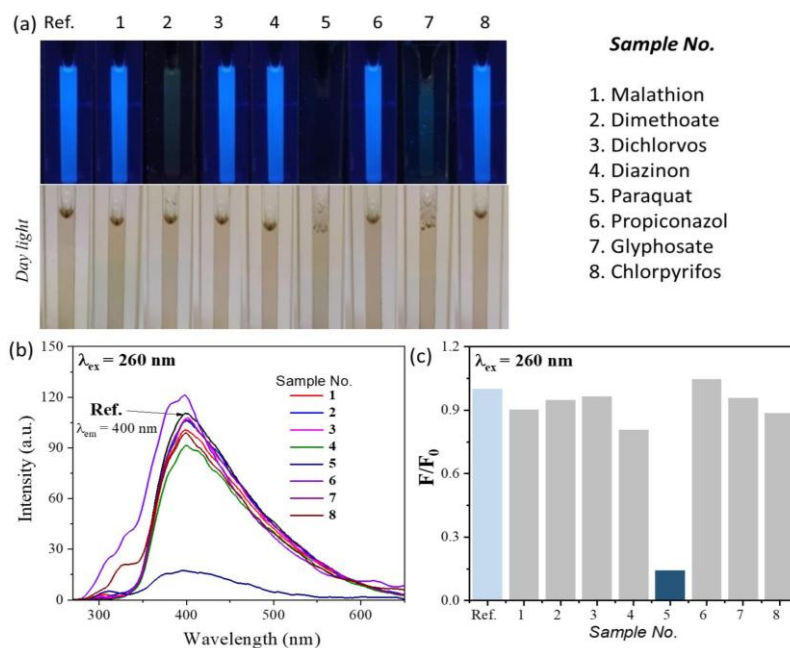 (a) Ref. 1 2 3 4 5 6 7 8
Day light
Sample No.
1. Malathion
2. Dimethoate
3. Dichlorvos
4. Diazinon
5. Paraquat
6. Propiconazol
7. Glyphosate
8. Chlorpyrifos
(b)
λex = 260 nm
Ref.
λem = 400 nm
Sample No.
1
2
3
4
5
6
7
8
150
120
90
60
30
0
300 400 500 600
Intensity (a.u.)
Wavelength (nm)
(c)
λex = 260 nm
1.2
0.9
0.6
0.3
0.0
F/F0
Ref. 1 2 3 4 5 6 7 8
Sample No.